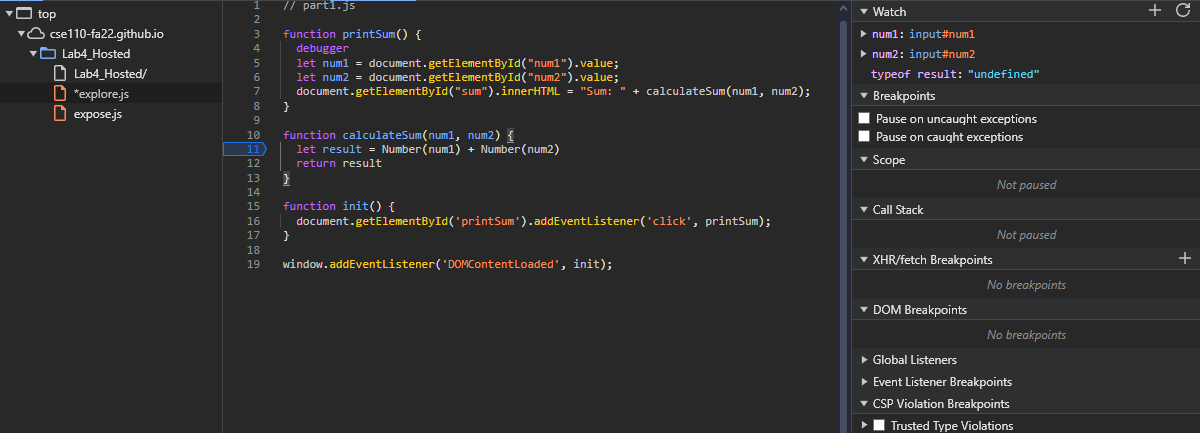 top
cse110-fa22.github.io
Lab4_Hosted
Lab4_Hosted/
*explore.js
expose.js
1 // part1.js
2
3 function printSum() {
4 debugger
5 let num1 = document.getElementById("num1").value;
6 let num2 = document.getElementById("num2").value;
7 document.getElementById("sum").innerHTML = "Sum: " + calculateSum(num1, num2);
8 }
9
10 function calculateSum(num1, num2) {
11 let result = Number(num1) + Number(num2)
12 return result
13 }
14
15 function init() {
16 document.getElementById('printSum').addEventListener('click', printSum);
17 }
18
19 window.addEventListener('DOMContentLoaded', init);
Watch
num1: input#num1
num2: input#num2
typeof result: "undefined"
Breakpoints
Pause on uncaught exceptions
Pause on caught exceptions
Scope
Not paused
Call Stack
Not paused
XHR/fetch Breakpoints
No breakpoints
DOM Breakpoints
No breakpoints
Global Listeners
Event Listener Breakpoints
CSP Violation Breakpoints
Trusted Type Violations